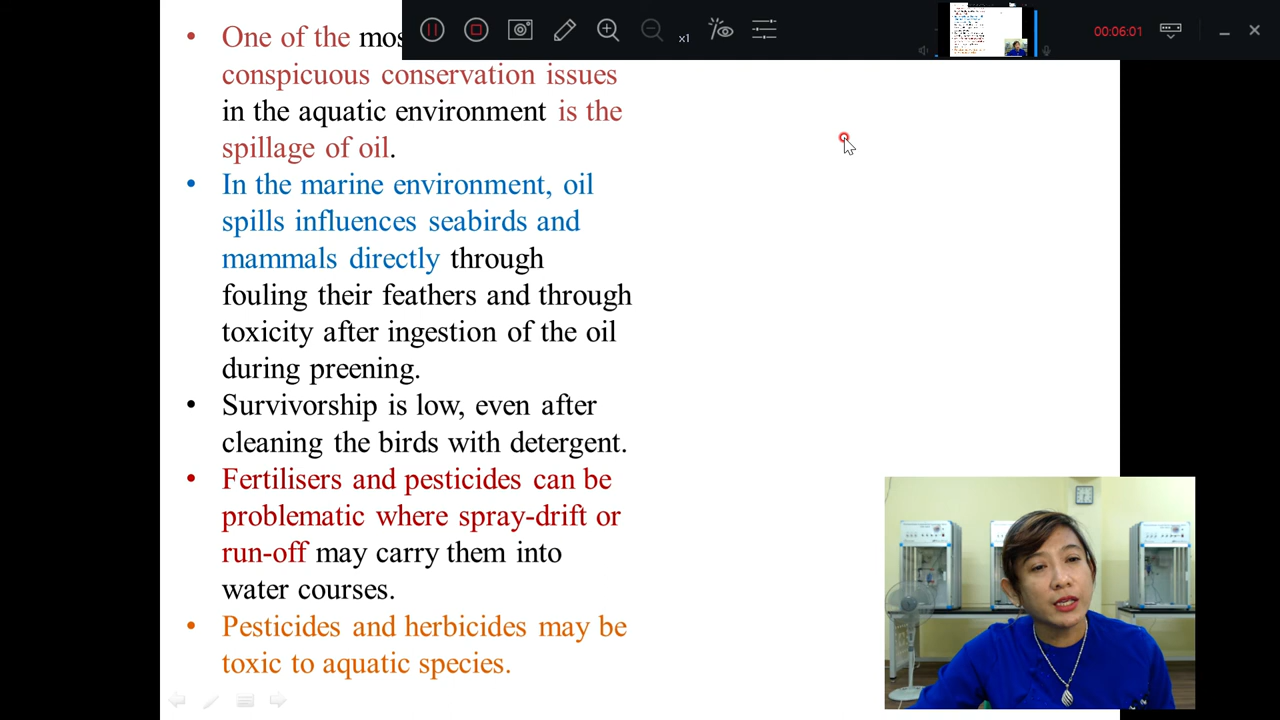 One of the mos
conspicuous conservation issues
in the aquatic environment is the
spillage of oil.
In the marine environment, oil
spills influences seabirds and
mammals directly through
fouling their feathers and through
toxicity after ingestion of the oil
during preening.
Survivorship is low, even after
cleaning the birds with detergent.
Fertilisers and pesticides can be
problematic where spray-drift or
run-off may carry them into
water courses.
Pesticides and herbicides may be
toxic to aquatic species.
x1
00:06:01